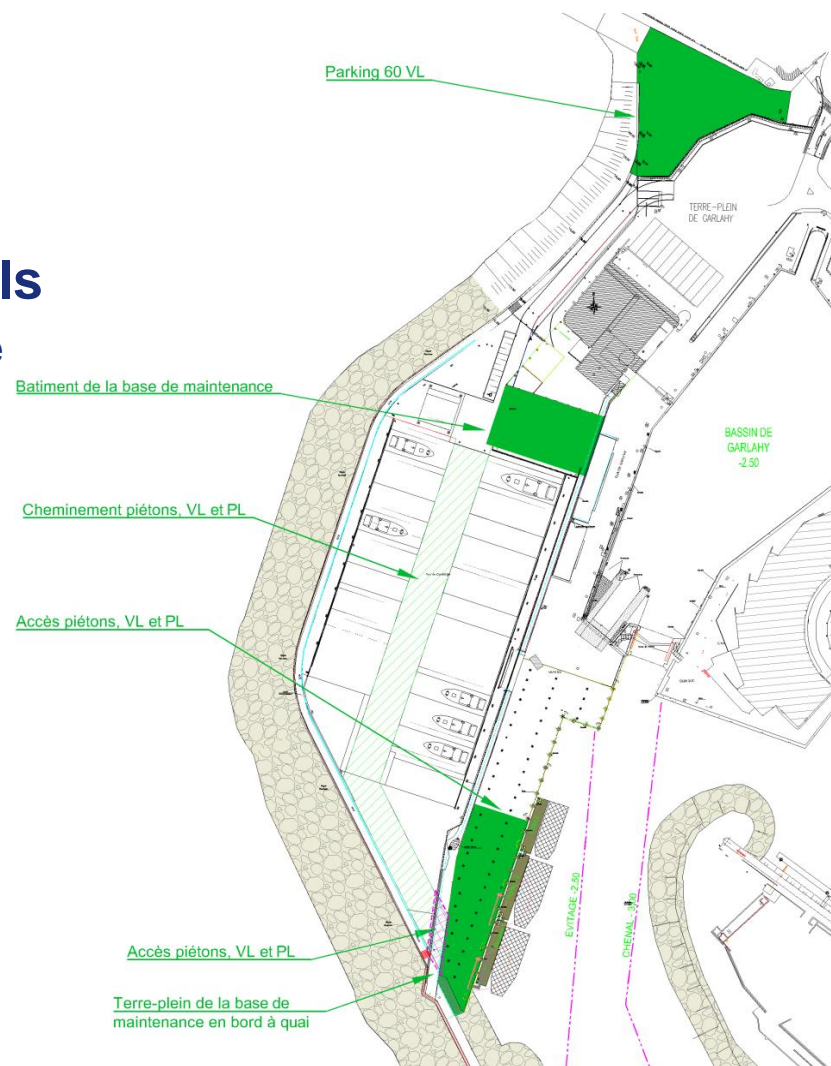 Parking 60 VL
TERRE-PLEIN
DE GARLAHY
ls
e
Batiment de la base de maintenance
BASSIN DE
GARLAHY
-2.50
Cheminement piétons, VL et PL
Accès piétons, VL et PL
EVITAGE -2.50
CHENAL
Accès piétons, VL et PL
Terre-plein de la base de
maintenance en bord à quai